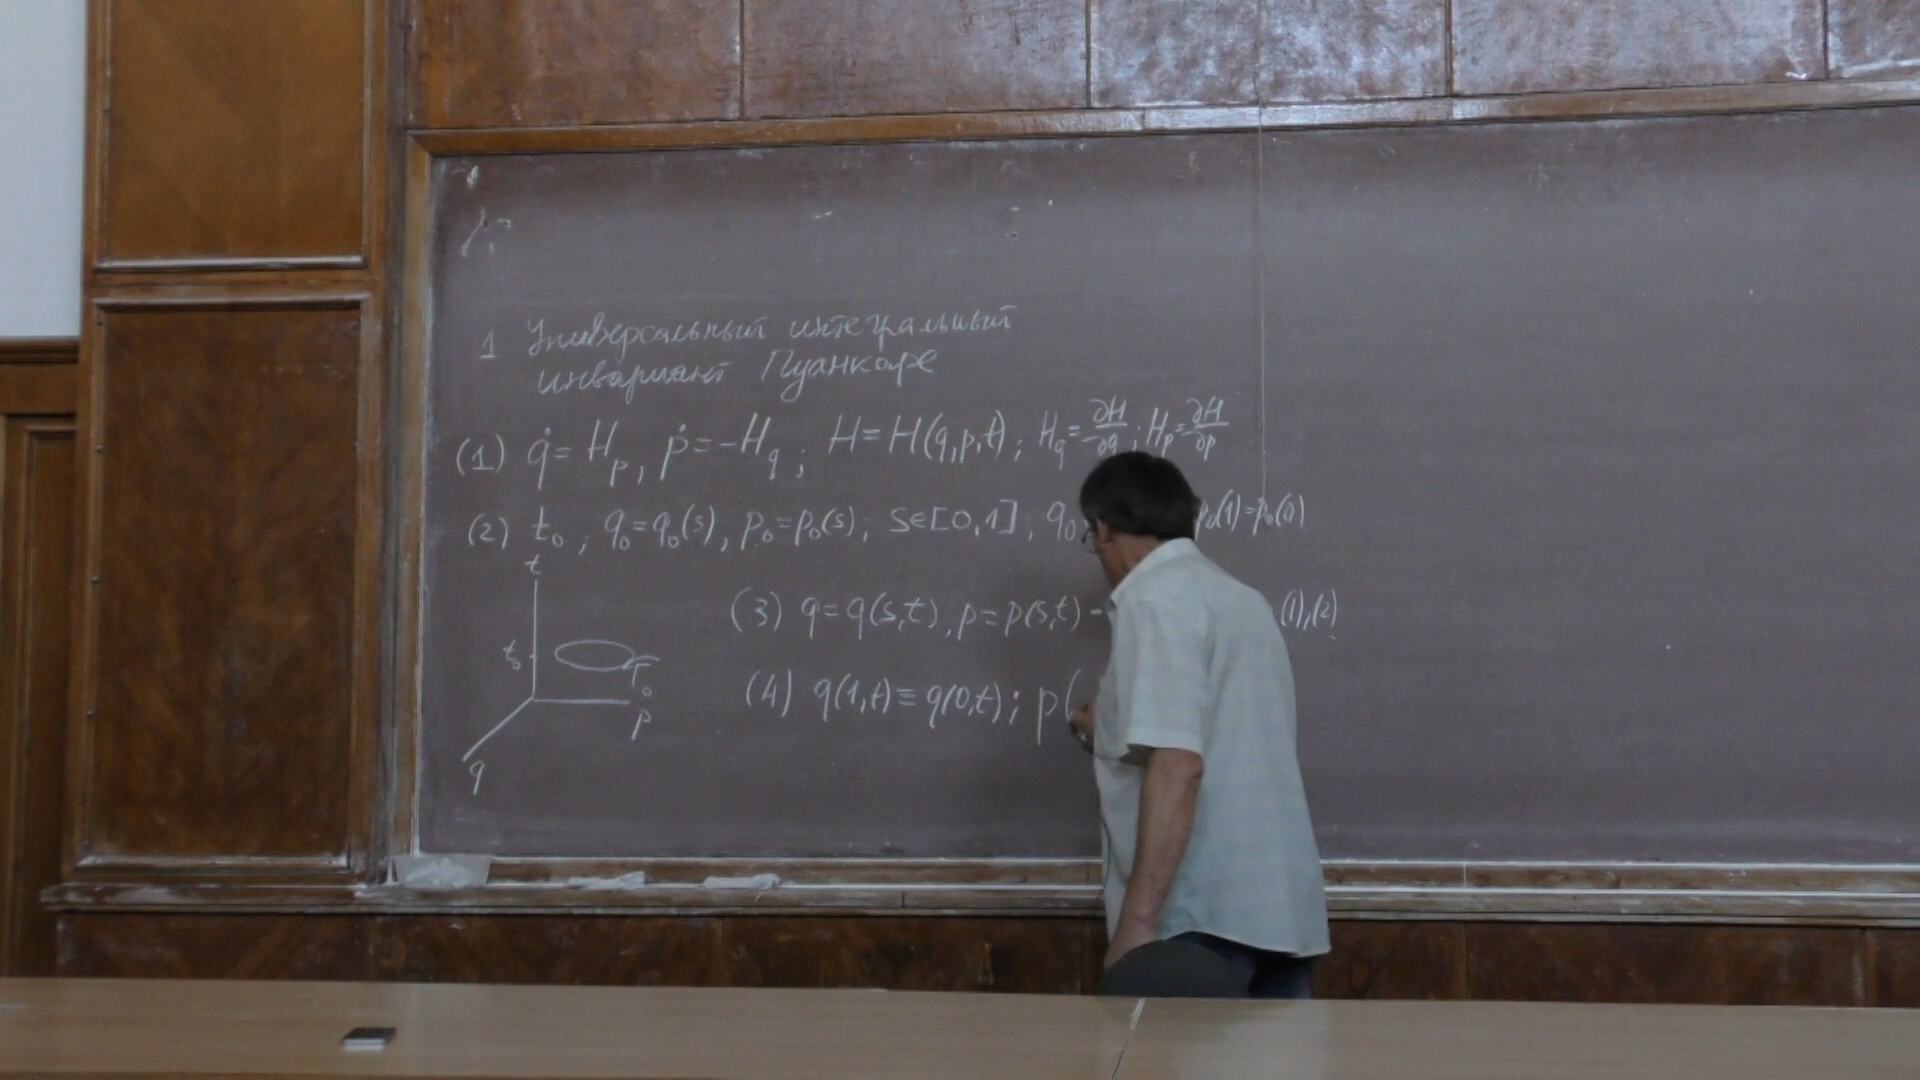 1 Универсальный интегральный
инвариант Пуанкаре
(1) q̇ = H_p, ṗ = -H_q; H = H(q,p,t); H_q = ∂H/∂q; H_p = ∂H/∂p
(2) t₀; q₀ = q₀(s), p₀ = p₀(s); s∈[0,1]; q₀ p₀(1) = p₀(0)
t
(3) q = q(s,t), p = p(s,t) - (1),(2)
t₀
Γ₀
(4) q(1,t) ≡ q(0,t); p(
p
q